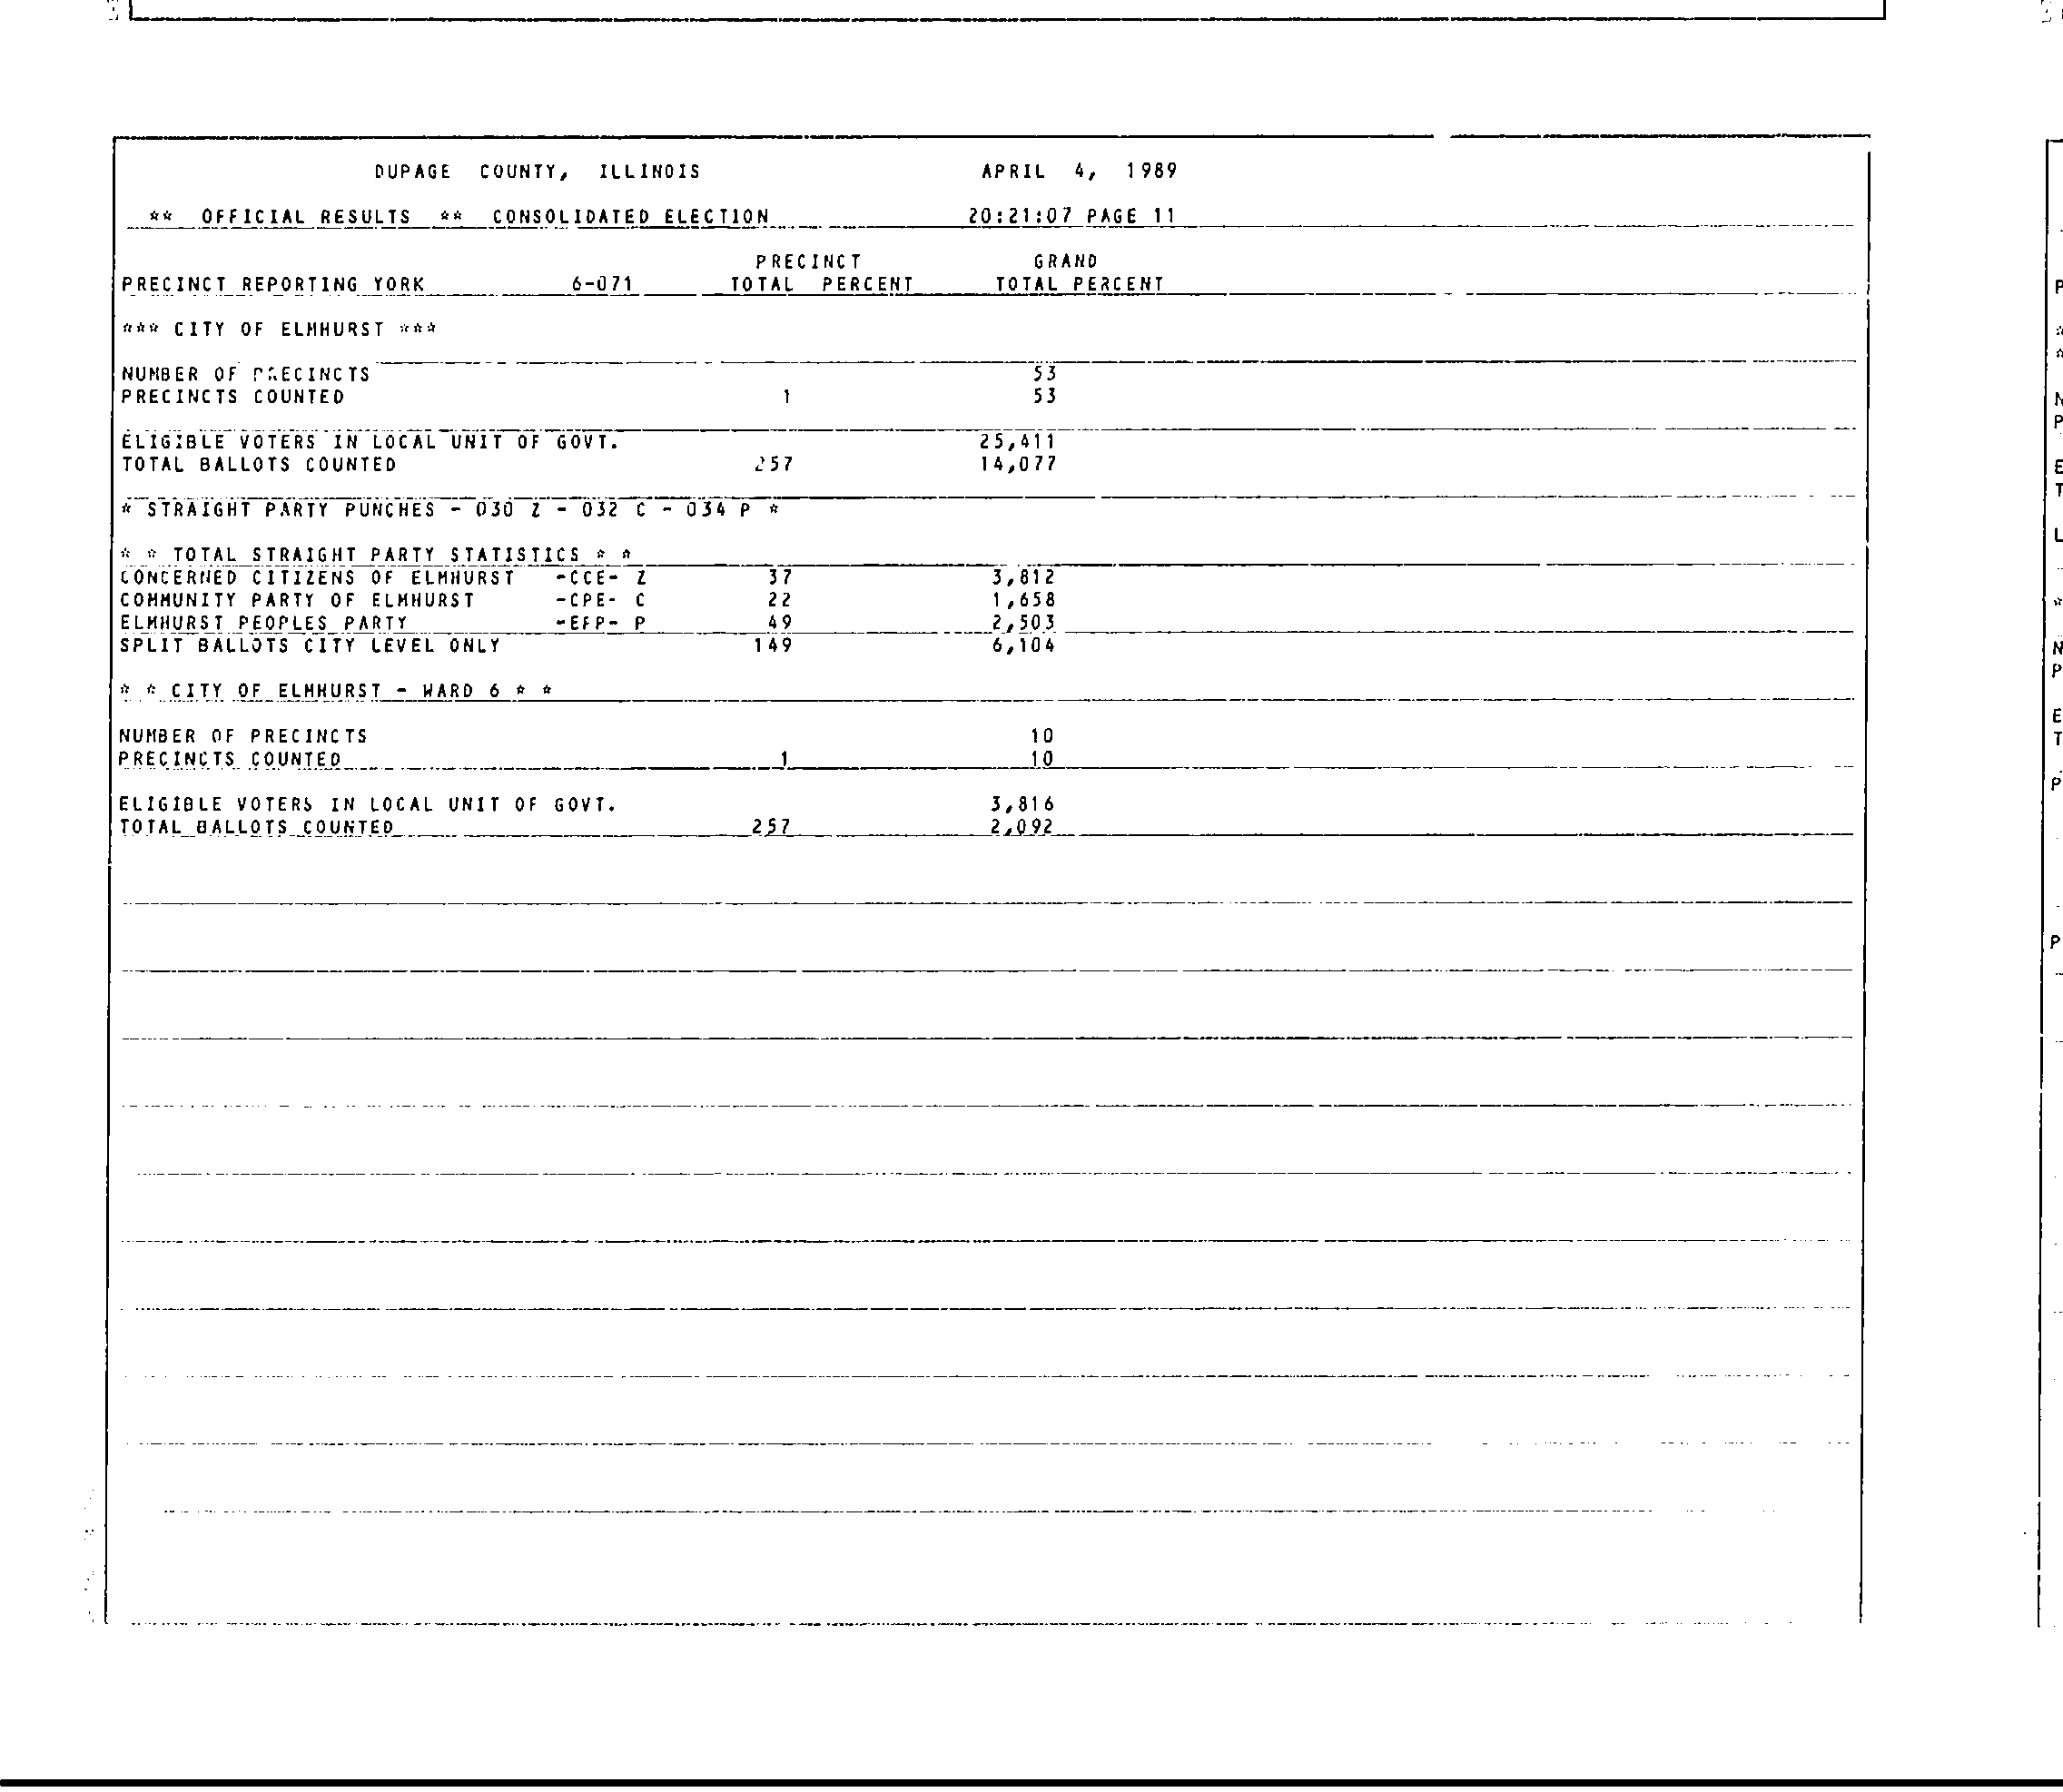 DUPAGE COUNTY, ILLINOIS APRIL 4, 1989
** OFFICIAL RESULTS ** CONSOLIDATED ELECTION 20:21:07 PAGE 11
PRECINCT GRAND
PRECINCT REPORTING YORK 6-071 TOTAL PERCENT TOTAL PERCENT
*** CITY OF ELMHURST ***
NUMBER OF PRECINCTS 53
PRECINCTS COUNTED 1 53
ELIGIBLE VOTERS IN LOCAL UNIT OF GOVT. 25,411
TOTAL BALLOTS COUNTED 257 14,077
* STRAIGHT PARTY PUNCHES - 030 Z - 032 C - 034 P *
* * TOTAL STRAIGHT PARTY STATISTICS * *
CONCERNED CITIZENS OF ELMHURST -CCE- Z 37 3,812
COMMUNITY PARTY OF ELMHURST -CPE- C 22 1,658
ELMHURST PEOPLES PARTY -EPP- P 49 2,503
SPLIT BALLOTS CITY LEVEL ONLY 149 6,104
* * CITY OF ELMHURST - WARD 6 * *
NUMBER OF PRECINCTS 10
PRECINCTS COUNTED 1 10
ELIGIBLE VOTERS IN LOCAL UNIT OF GOVT. 3,816
TOTAL BALLOTS COUNTED 257 2,092